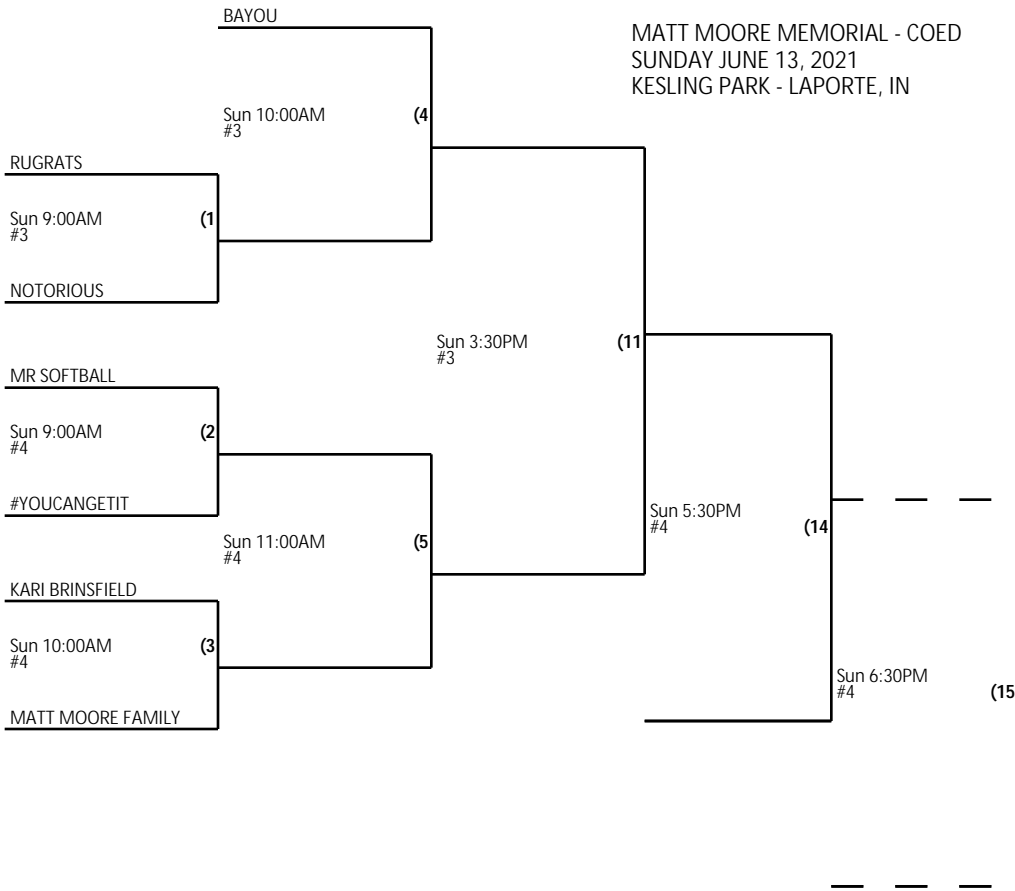 BAYOU
MATT MOORE MEMORIAL - COED
SUNDAY JUNE 13, 2021
KESLING PARK - LAPORTE, IN
Sun 10:00AM (4
#3
RUGRATS
Sun 9:00AM (1
#3
NOTORIOUS
Sun 3:30PM (11
#3
MR SOFTBALL
Sun 9:00AM (2
#4
#YOUCANGETIT
Sun 5:30PM (14
#4
Sun 11:00AM (5
#4
KARI BRINSFIELD
Sun 10:00AM (3
#4
Sun 6:30PM (15
#4
MATT MOORE FAMILY